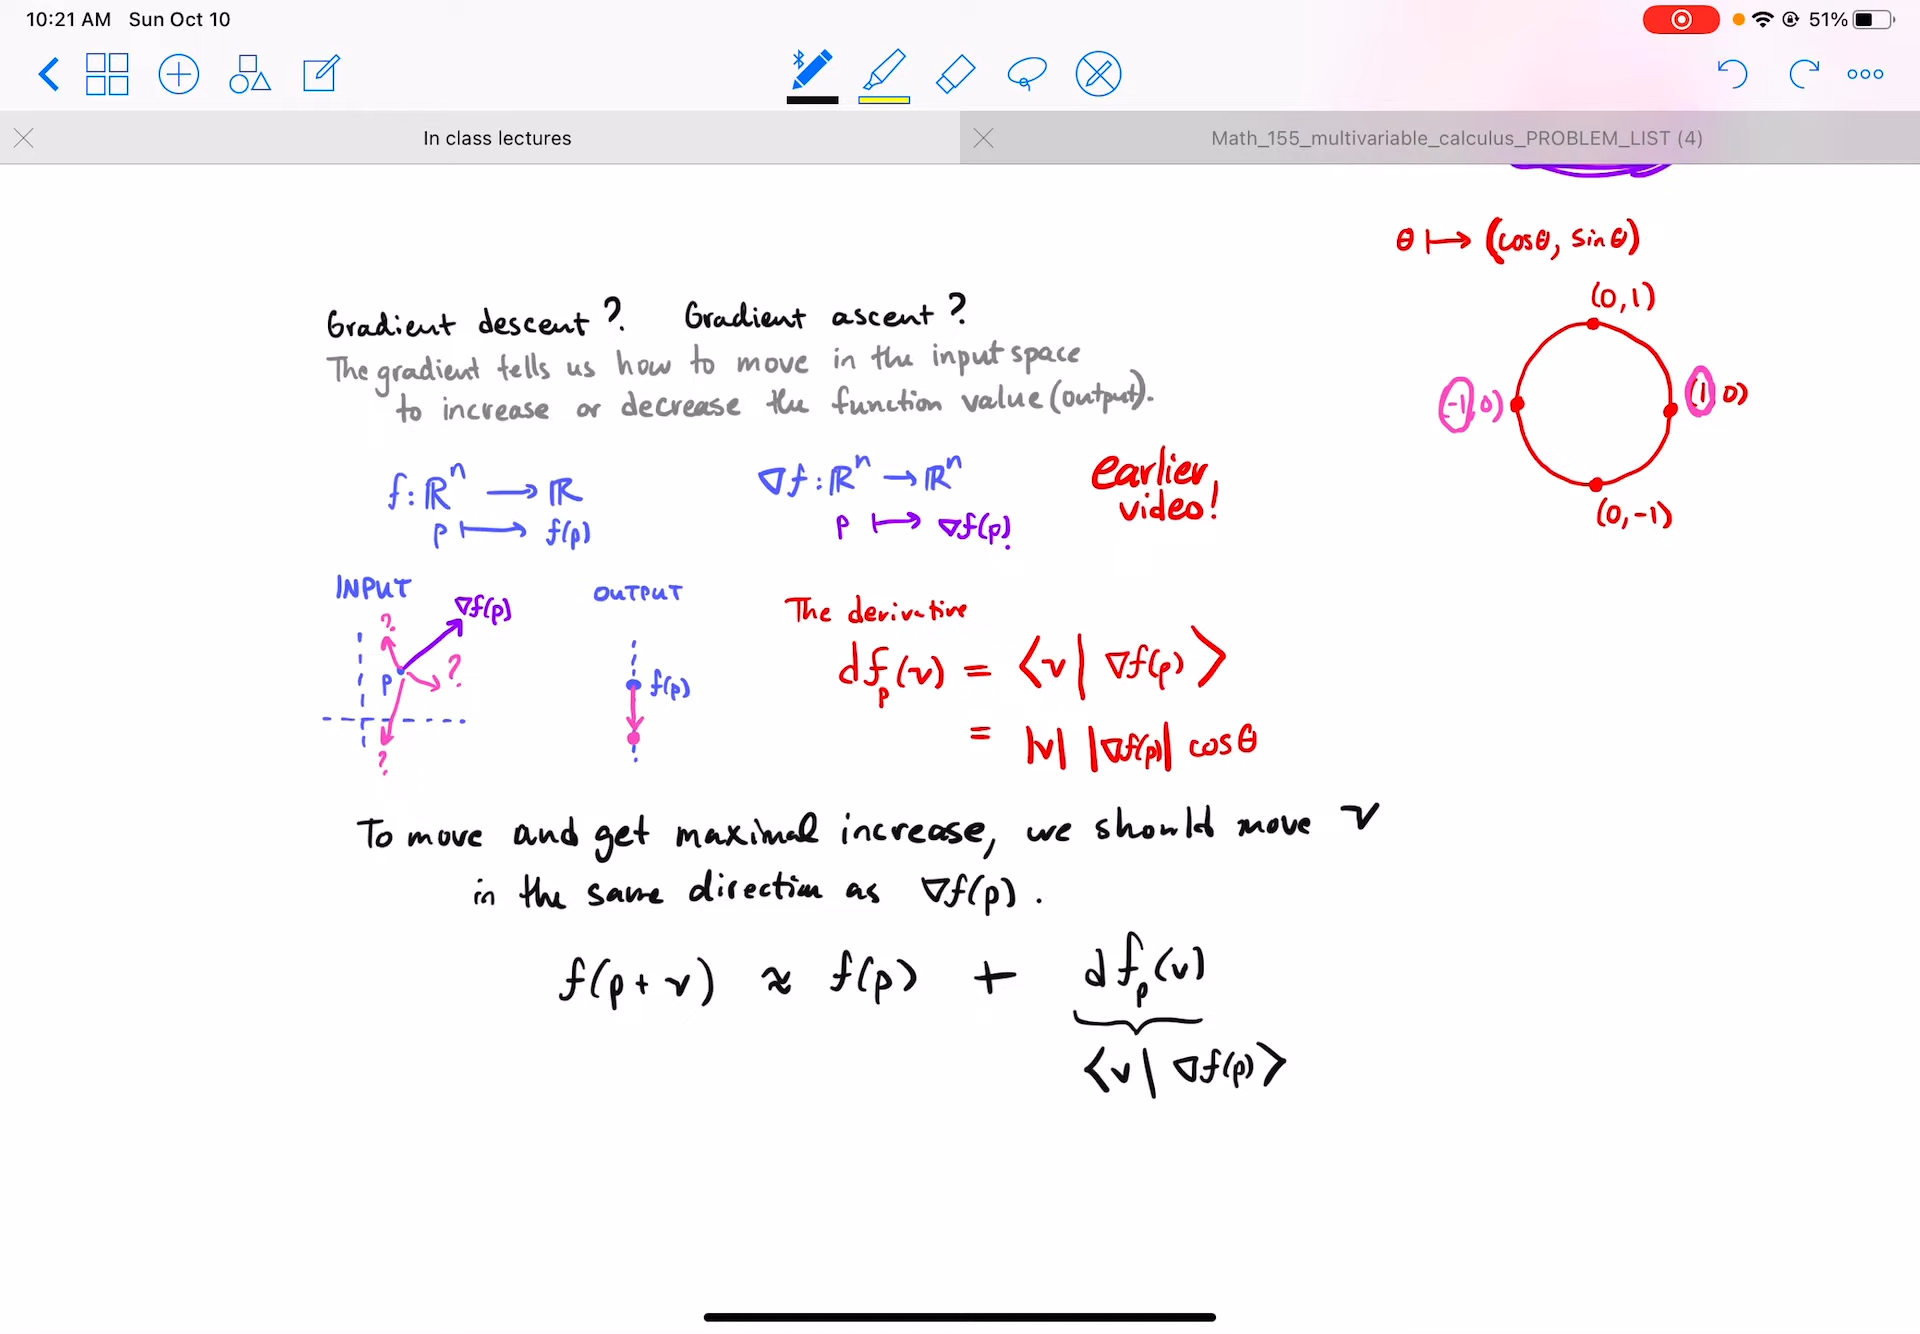 10:21 AM Sun Oct 10
51%
In class lectures
Math_155_multivariable_calculus_PROBLEM_LIST (4)
θ ↦ (cosθ, sinθ)
(0,1)
(-1,0)
(1,0)
(0,-1)
Gradient descent? Gradient ascent?
The gradient tells us how to move in the input space
to increase or decrease the function value (output).
f: ℝⁿ → ℝ
p ↦ f(p)
∇f: ℝⁿ → ℝⁿ
p ↦ ∇f(p)
earlier
video!
INPUT
∇f(p)
?
?
p
?
OUTPUT
f(p)
The derivative
df_p(v) = ⟨v| ∇f(p)⟩
= |v| |∇f(p)| cosθ
To move and get maximal increase, we should move v
in the same direction as ∇f(p).
f(p+v) ≈ f(p) + df_p(v)
⟨v| ∇f(p)⟩